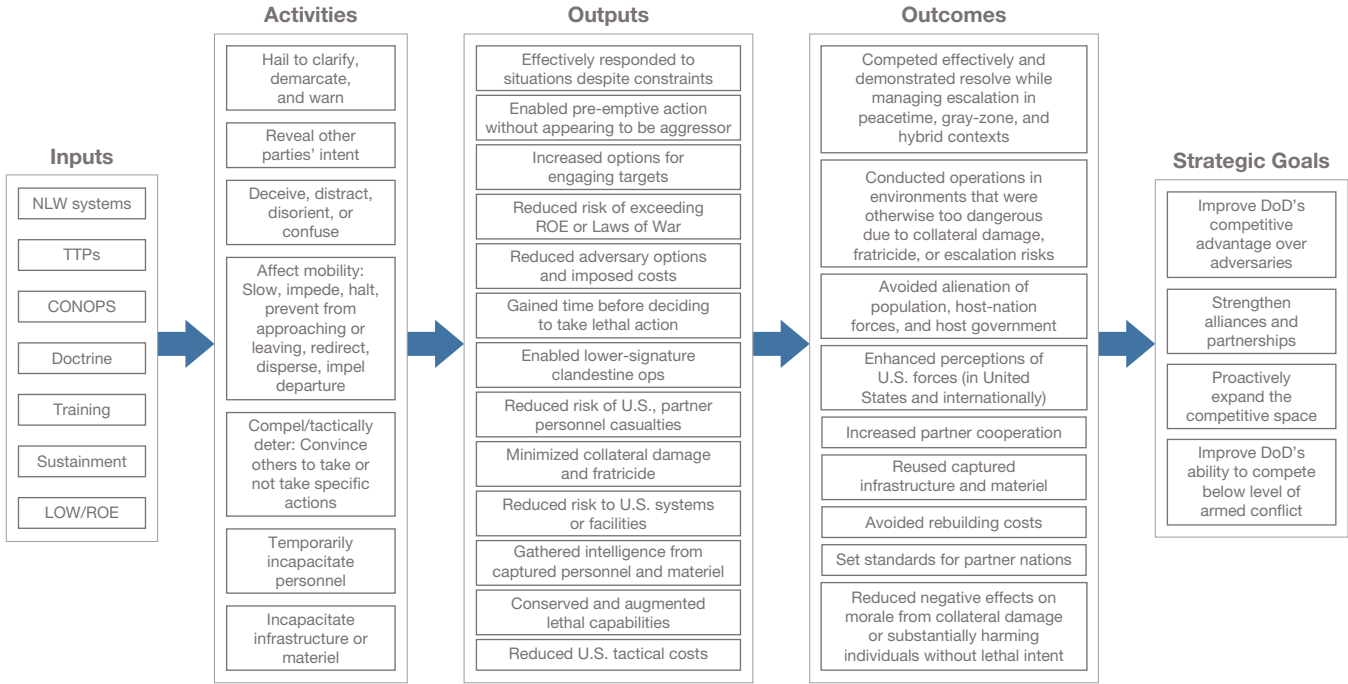 Inputs
NLW systems
TTPs
CONOPS
Doctrine
Training
Sustainment
LOW/ROE
Activities
Hail to clarify,
demarcate,
and warn
Reveal other
parties’ intent
Deceive, distract,
disorient, or
confuse
Affect mobility:
Slow, impede, halt,
prevent from
approaching or
leaving, redirect,
disperse, impel
departure
Compel/tactically
deter: Convince
others to take or
not take specific
actions
Temporarily
incapacitate
personnel
Incapacitate
infrastructure or
materiel
Outputs
Effectively responded to
situations despite constraints
Enabled pre-emptive action
without appearing to be aggressor
Increased options for
engaging targets
Reduced risk of exceeding
ROE or Laws of War
Reduced adversary options
and imposed costs
Gained time before deciding
to take lethal action
Enabled lower-signature
clandestine ops
Reduced risk of U.S., partner
personnel casualties
Minimized collateral damage
and fratricide
Reduced risk to U.S. systems
or facilities
Gathered intelligence from
captured personnel and materiel
Conserved and augmented
lethal capabilities
Reduced U.S. tactical costs
Outcomes
Competed effectively and
demonstrated resolve while
managing escalation in
peacetime, gray-zone, and
hybrid contexts
Conducted operations in
environments that were
otherwise too dangerous
due to collateral damage,
fratricide, or escalation risks
Avoided alienation of
population, host-nation
forces, and host government
Enhanced perceptions of
U.S. forces (in United
States and internationally)
Increased partner cooperation
Reused captured
infrastructure and materiel
Avoided rebuilding costs
Set standards for partner nations
Reduced negative effects on
morale from collateral damage
or substantially harming
individuals without lethal intent
Strategic Goals
Improve DoD’s
competitive
advantage over
adversaries
Strengthen
alliances and
partnerships
Proactively
expand the
competitive space
Improve DoD’s
ability to compete
below level of
armed conflict